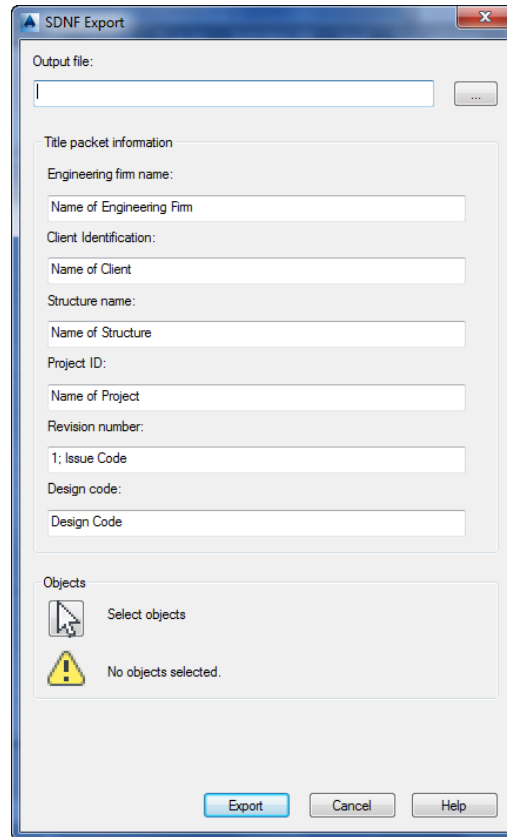 SDNF Export
Output file:
...
Title packet information
Engineering firm name:
Name of Engineering Firm
Client Identification:
Name of Client
Structure name:
Name of Structure
Project ID:
Name of Project
Revision number:
1; Issue Code
Design code:
Design Code
Objects
Select objects
No objects selected.
Export Cancel Help